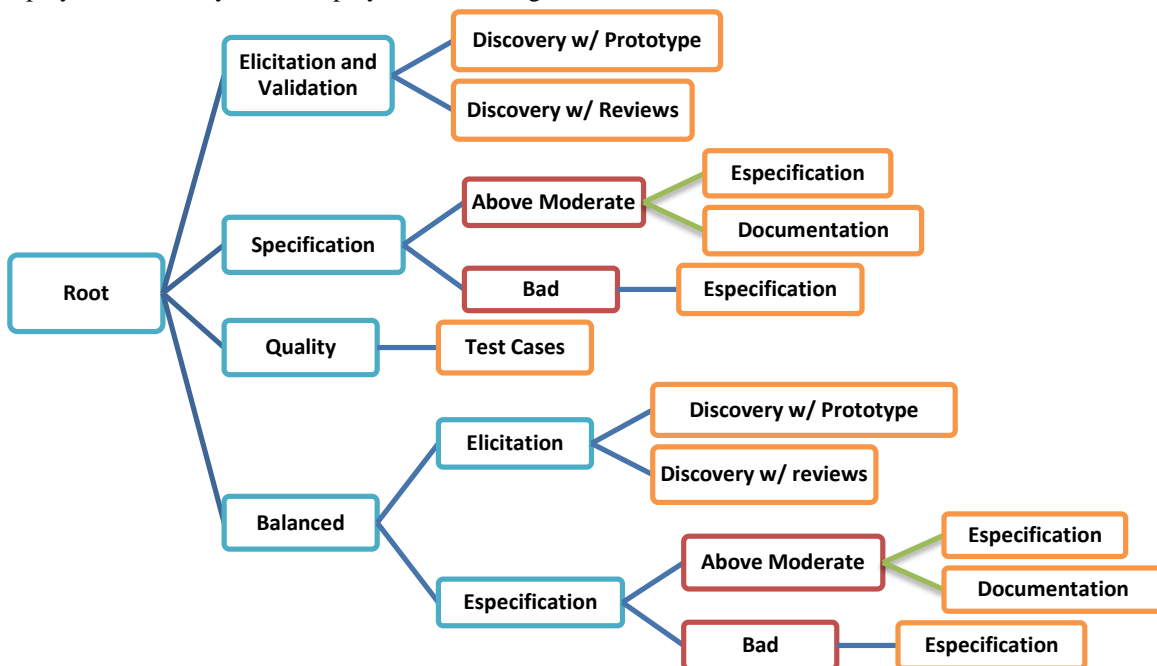 Discovery w/ Prototype
Elicitation and
Validation
Discovery w/ Reviews
Especification
Above Moderate
Documentation
Specification
Bad
Especification
Root
Quality
Test Cases
Discovery w/ Prototype
Elicitation
Discovery w/ reviews
Balanced
Especification
Above Moderate
Documentation
Especification
Bad
Especification